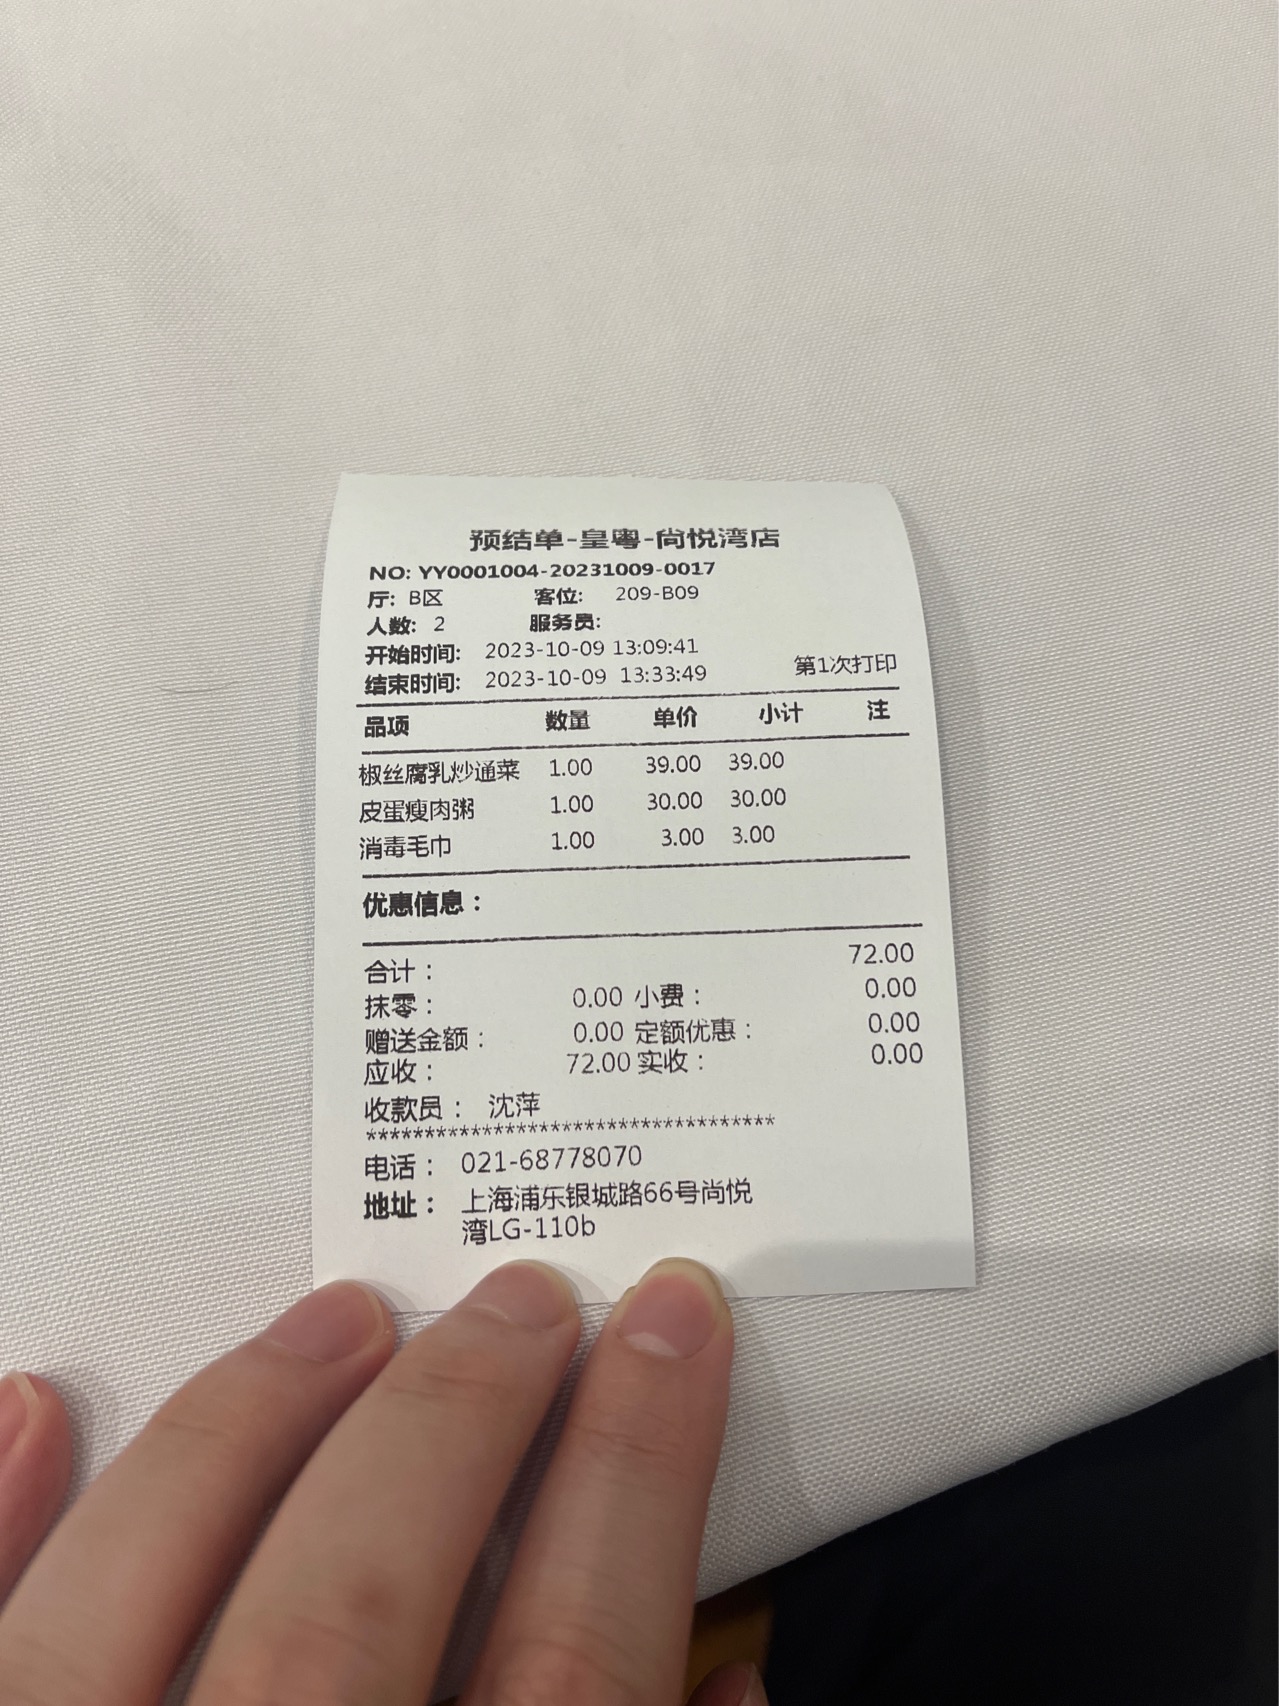 预结单-皇粤-尚悦湾店
NO: YY0001004-20231009-0017
厅: B区 客位: 209-B09
人数: 2 服务员:
开始时间: 2023-10-09 13:09:41
结束时间: 2023-10-09 13:33:49 第1次打印
品项 数量 单价 小计 注
椒丝腐乳炒通菜 1.00 39.00 39.00
皮蛋瘦肉粥 1.00 30.00 30.00
消毒毛巾 1.00 3.00 3.00
优惠信息：
合计： 72.00
抹零： 0.00 小费： 0.00
赠送金额： 0.00 定额优惠： 0.00
应收： 72.00 实收： 0.00
收款员： 沈萍
***********************************
电话： 021-68778070
地址： 上海浦东银城路66号尚悦
湾LG-110b